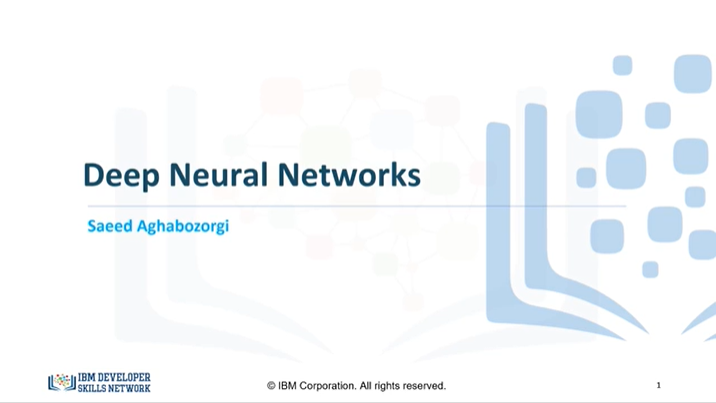 Deep Neural Networks
Saeed Aghabozorgi
IBM DEVELOPER
SKILLS NETWORK
© IBM Corporation. All rights reserved.
1